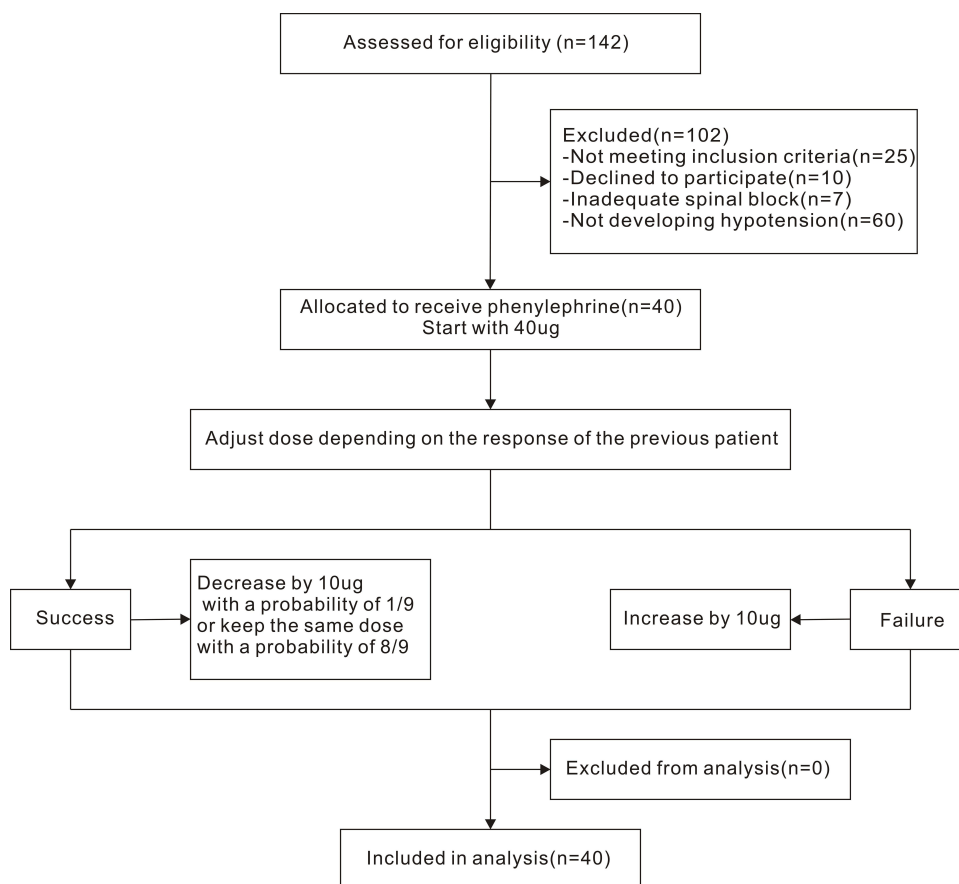 Assessed for eligibility (n=142)
Excluded(n=102)
-Not meeting inclusion criteria(n=25)
-Declined to participate(n=10)
-Inadequate spinal block(n=7)
-Not developing hypotension(n=60)
Allocated to receive phenylephrine(n=40)
Start with 40ug
Adjust dose depending on the response of the previous patient
Success
Decrease by 10ug
with a probability of 1/9
or keep the same dose
with a probability of 8/9
Increase by 10ug
Failure
Excluded from analysis(n=0)
Included in analysis(n=40)